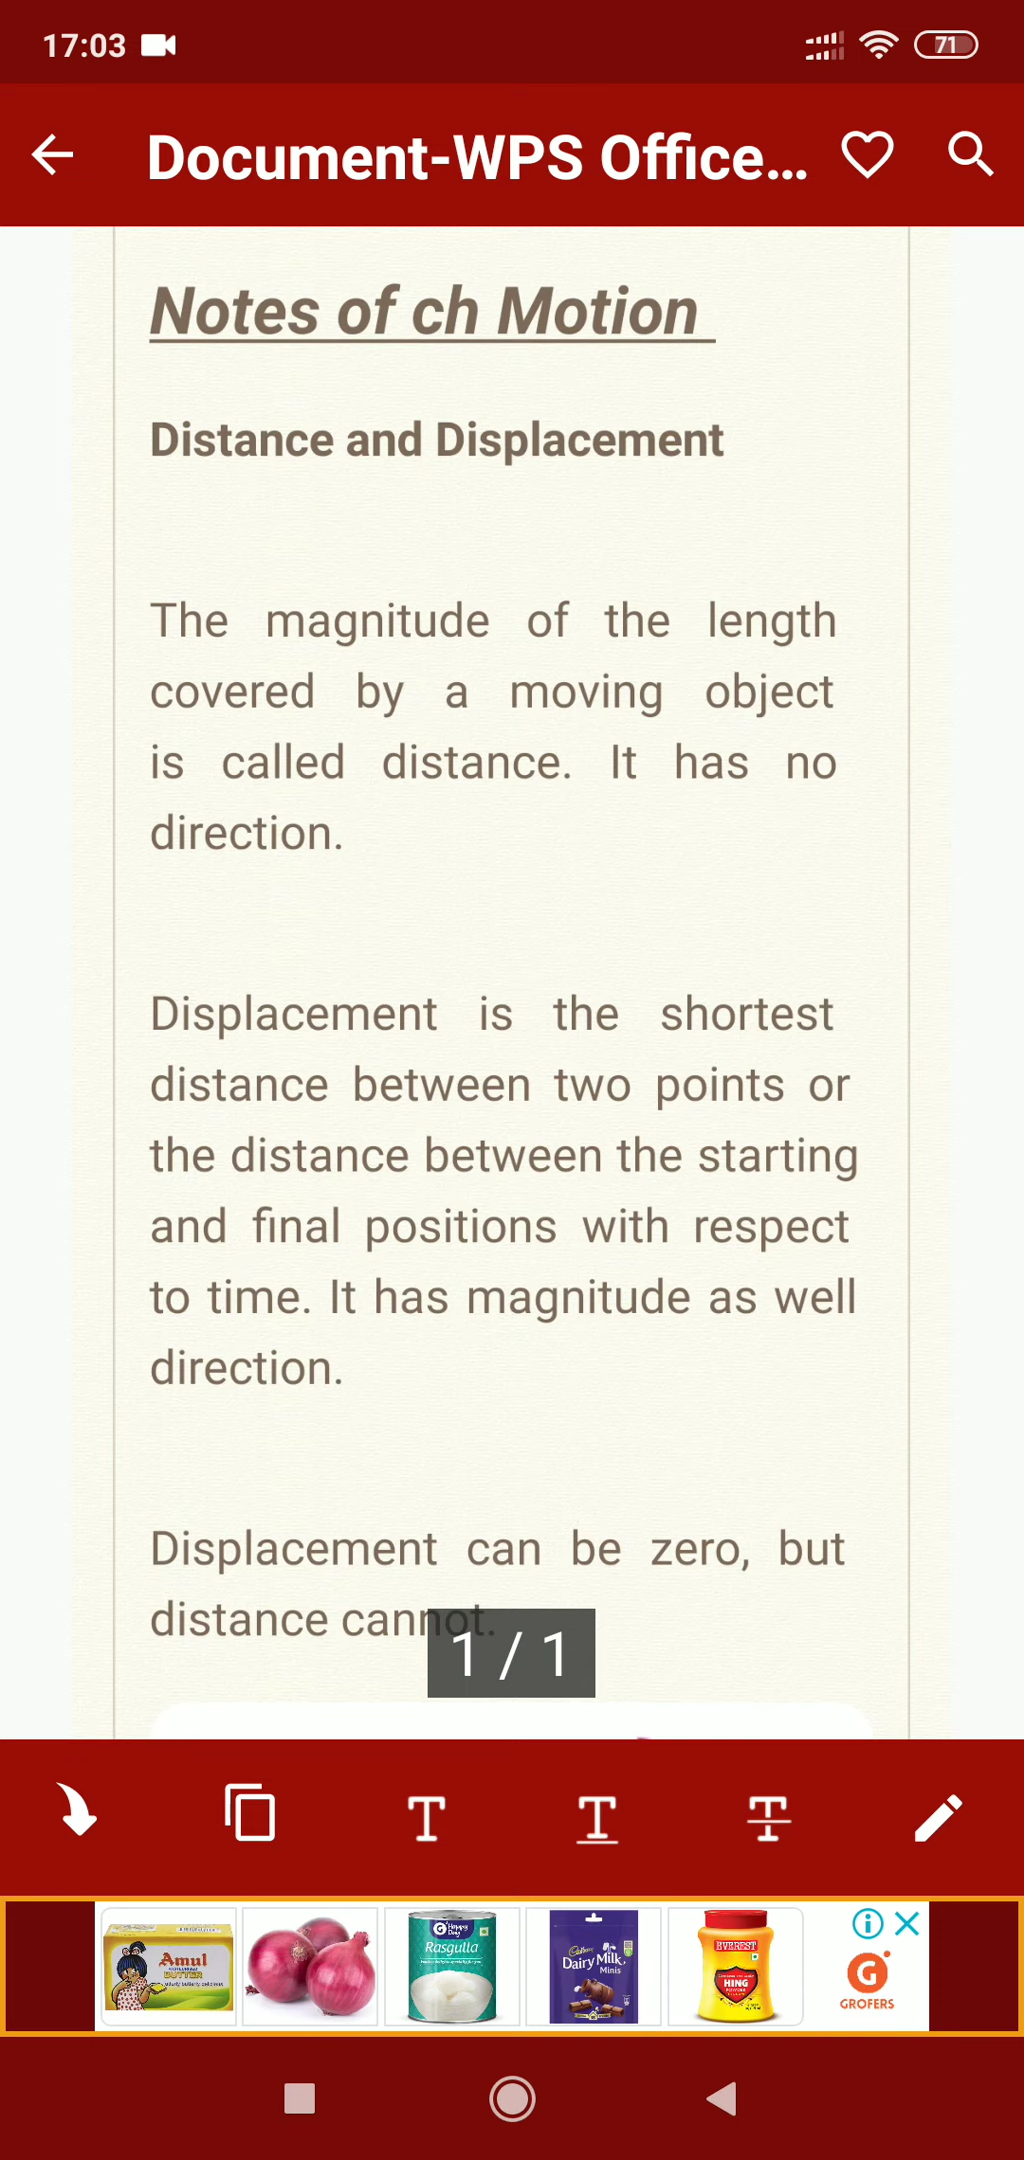 17:03
71
Document-WPS Office...
Notes of ch Motion
Distance and Displacement
The magnitude of the length
covered by a moving object
is called distance. It has no
direction.
Displacement is the shortest
distance between two points or
the distance between the starting
and final positions with respect
to time. It has magnitude as well
direction.
Displacement can be zero, but
distance cannot.
1 / 1
T T T
Amul
BUTTER
Happy Day
Rasgulla
Cadbury
Dairy Milk
Minis
EVEREST
HING
G
GROFERS